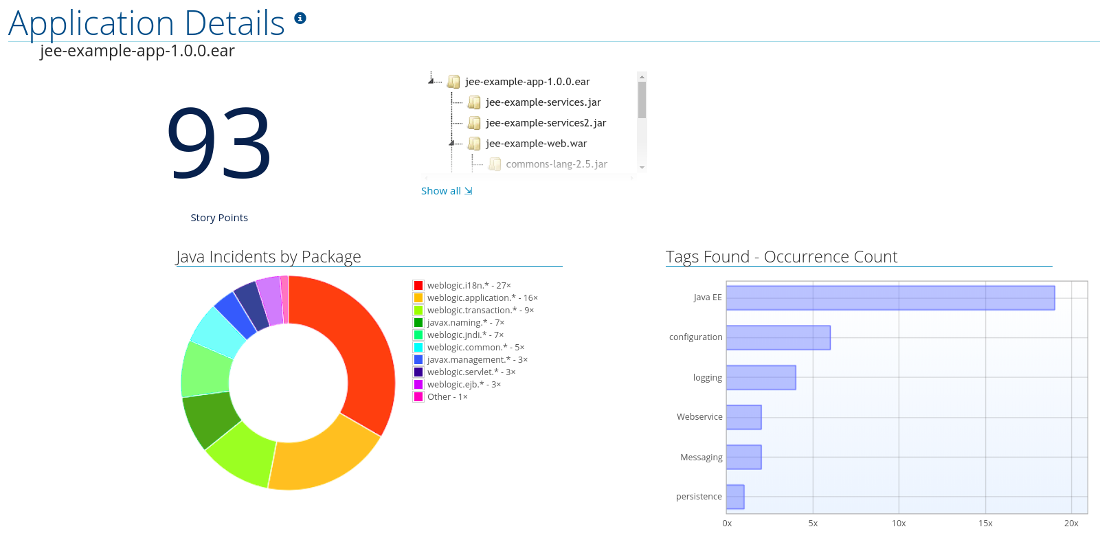 Application Details
jee-example-app-1.0.0.ear
93
Story Points
jee-example-app-1.0.0.ear
jee-example-services.jar
jee-example-services2.jar
jee-example-web.war
commons-lang-2.5.jar
Show all
Java Incidents by Package
weblogic.i18n.* - 27×
weblogic.application.* - 16×
weblogic.transaction.* - 9×
javax.naming.* - 7×
weblogic.jndi.* - 7×
weblogic.common.* - 5×
javax.management.* - 3×
weblogic.servlet.* - 3×
weblogic.ejb.* - 3×
Other - 1×
Tags Found - Occurrence Count
Java EE
configuration
logging
Webservice
Messaging
persistence
0x 5x 10x 15x 20x